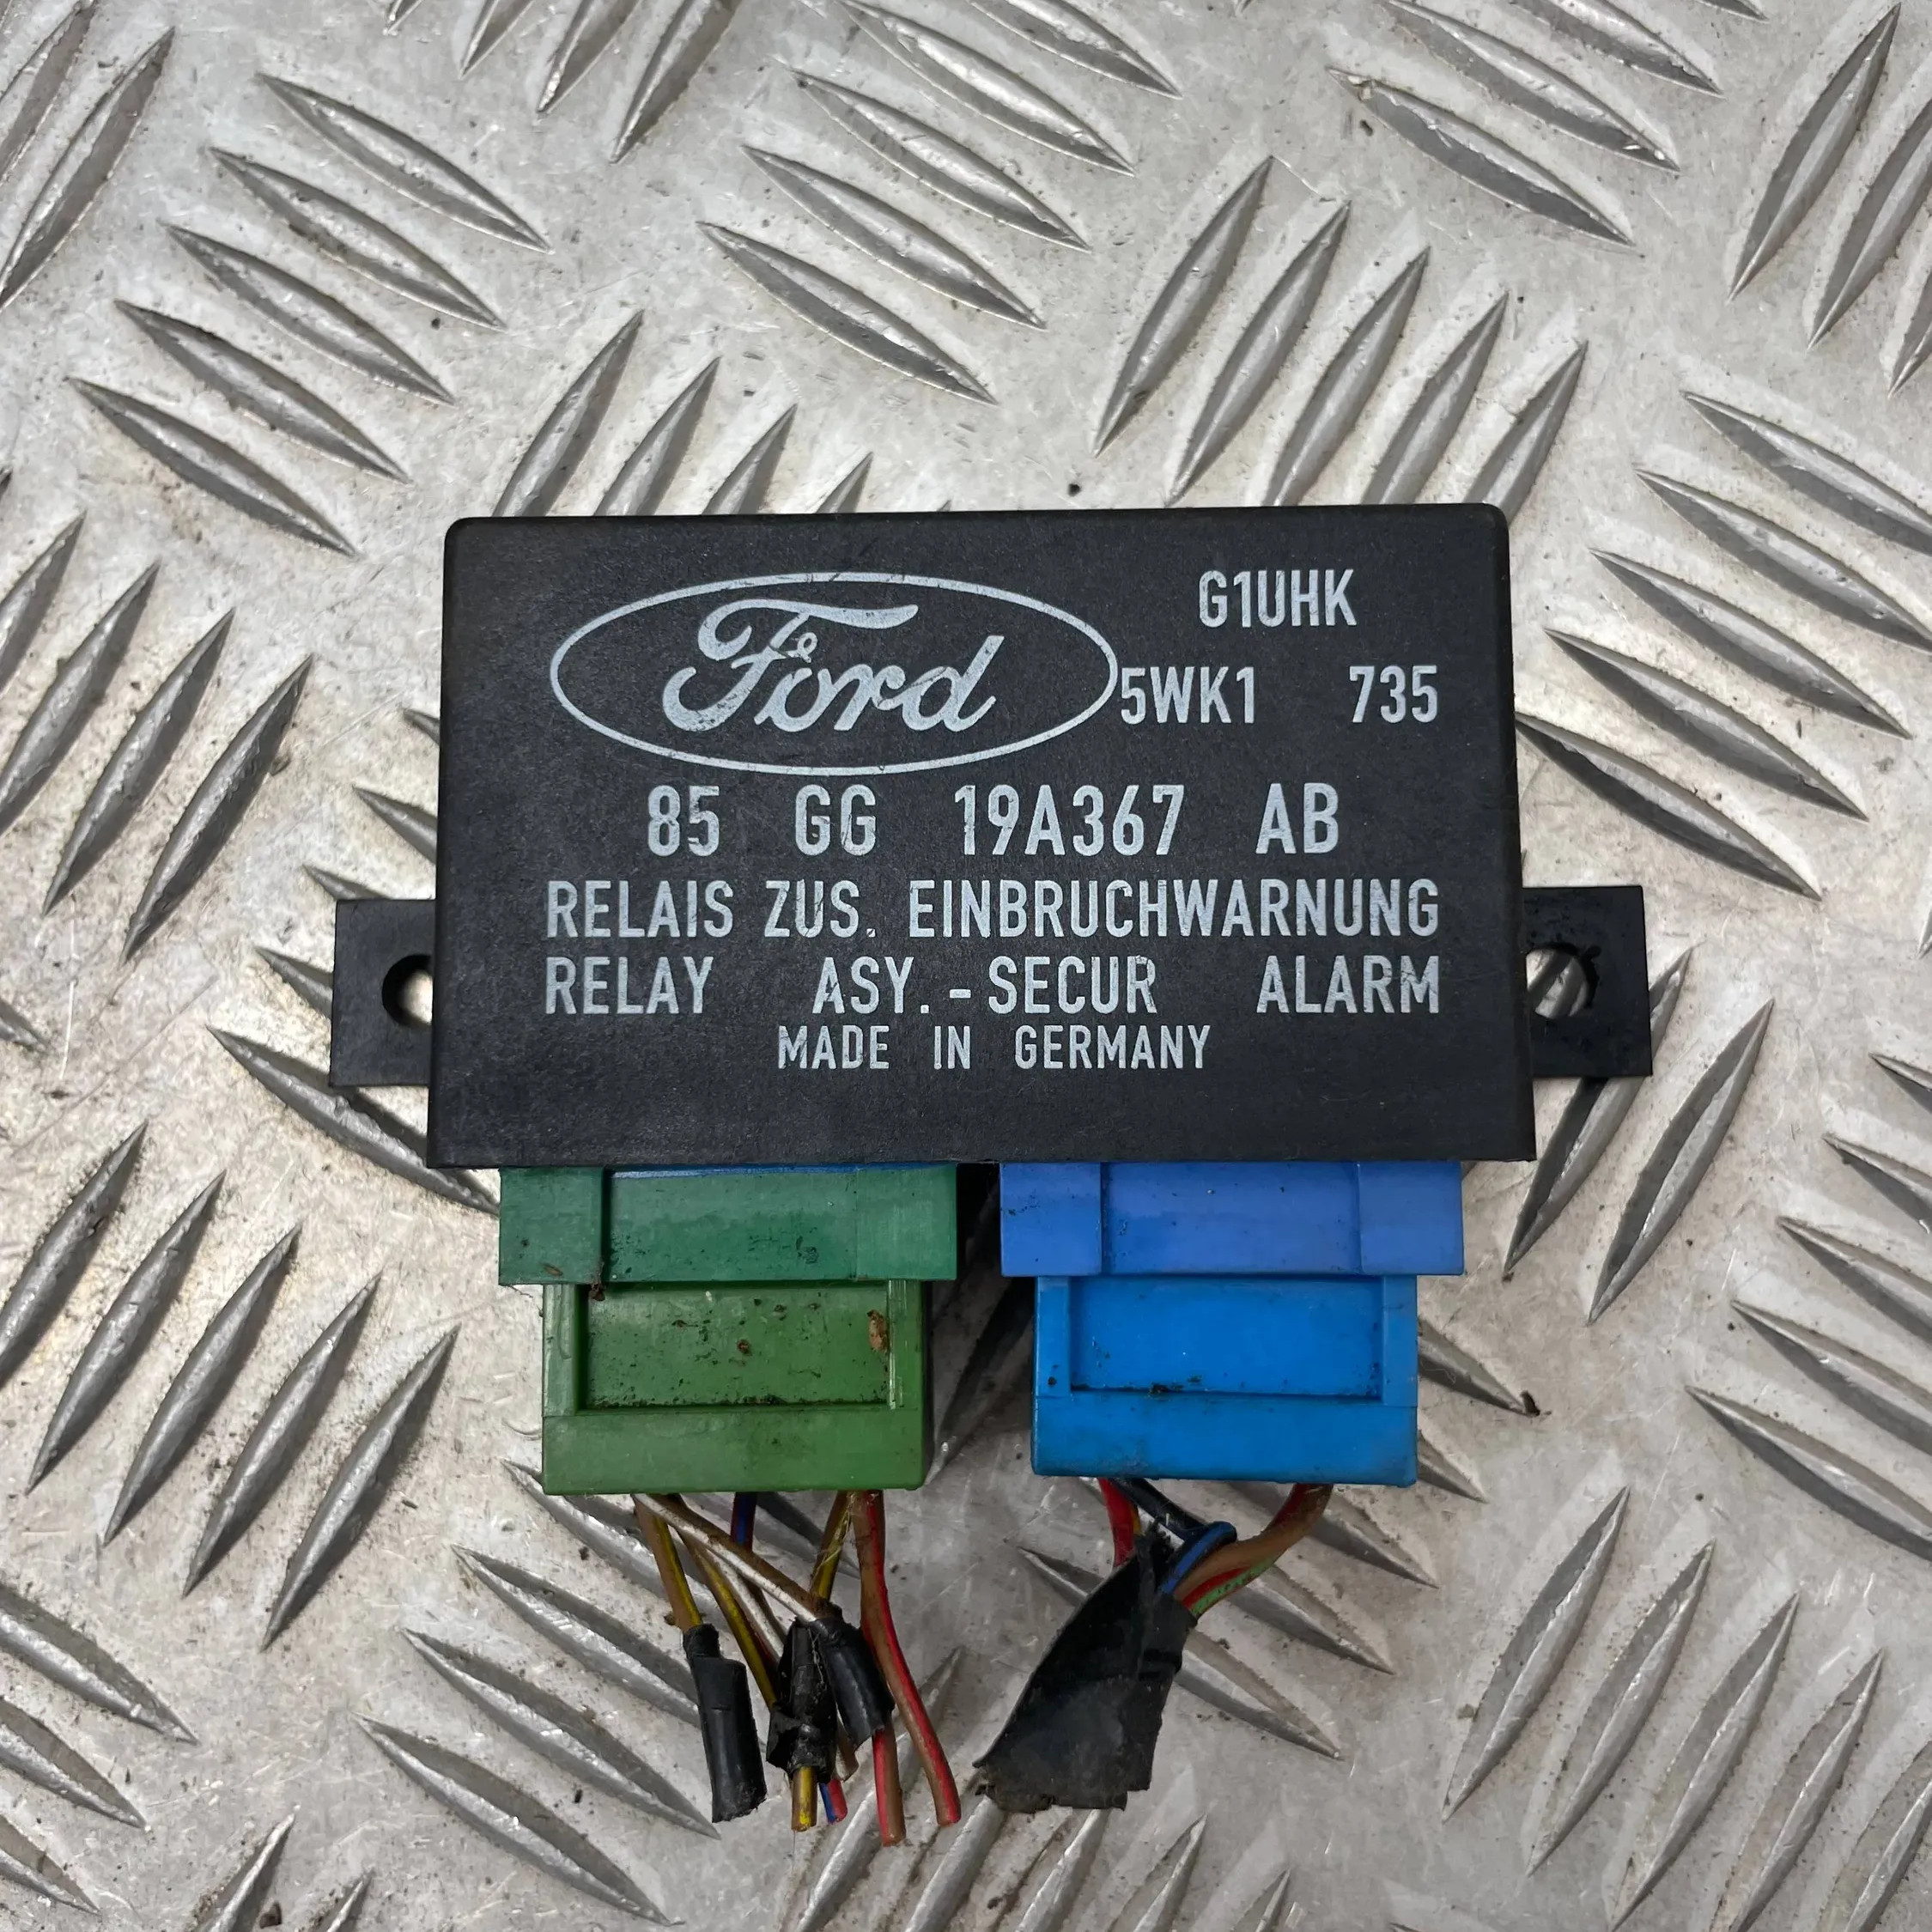 G1UHK
Ford 5WK1 735
85 GG 19A367 AB
RELAIS ZUS. EINBRUCHWARNUNG
RELAY ASY.-SECUR ALARM
MADE IN GERMANY